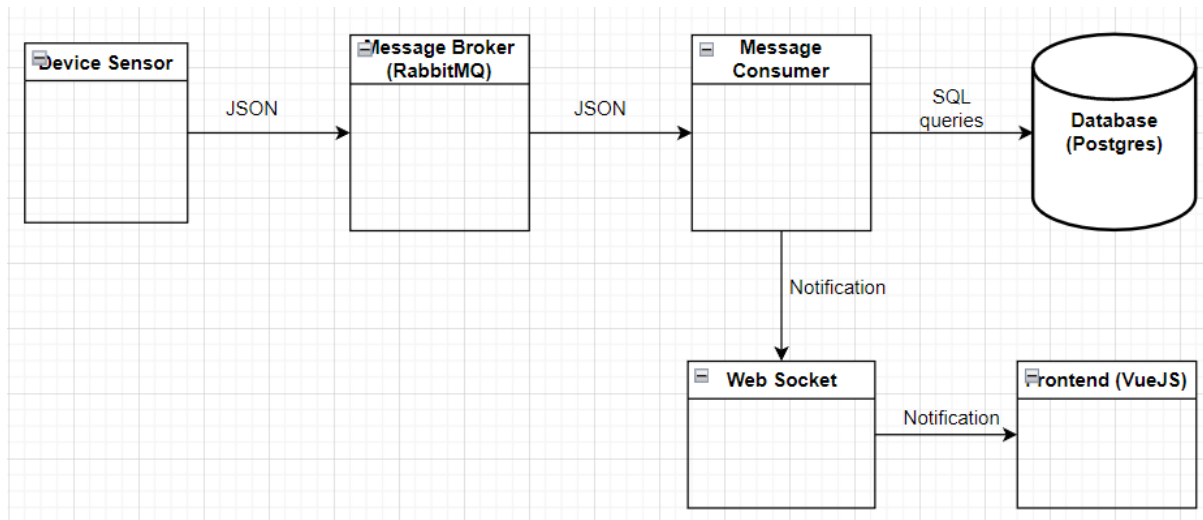 Device Sensor
JSON
Message Broker
(RabbitMQ)
JSON
Message
Consumer
SQL
queries
Database
(Postgres)
Notification
Web Socket
Notification
Frontend (VueJS)